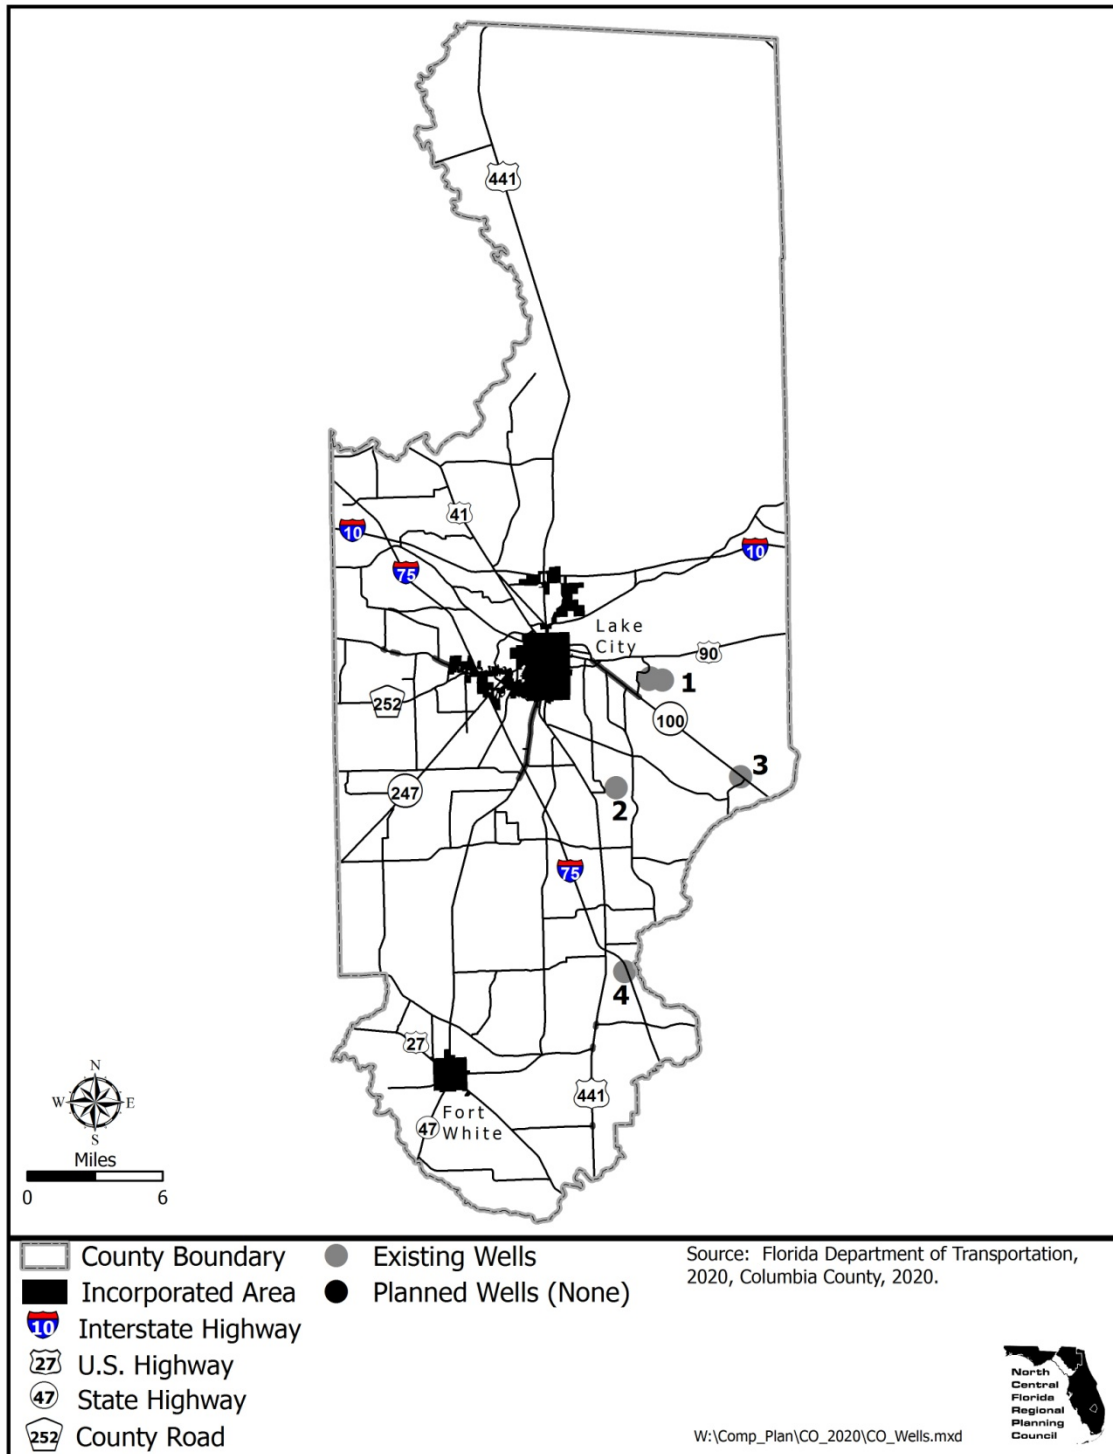 441
41
10
10
75
Lake
City
90
1
252
100
3
247
2
75
4
27
N
W E
S
441
Fort
White
47
Miles
0 6
County Boundary
Existing Wells
Source: Florida Department of Transportation,
2020, Columbia County, 2020.
Incorporated Area
Planned Wells (None)
10 Interstate Highway
27 U.S. Highway
47 State Highway
252 County Road
North
Central
Florida
Regional
Planning
Council
W:\Comp_Plan\CO_2020\CO_Wells.mxd